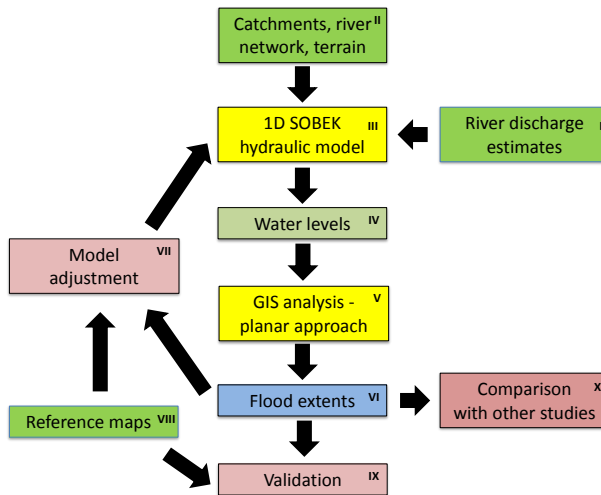 Catchments, river II
network, terrain
1D SOBEK III
hydraulic model
River discharge I
estimates
Water levels IV
Model VII
adjustment
GIS analysis - V
planar approach
Flood extents VI
Comparison X
with other studies
Reference maps VIII
Validation IX